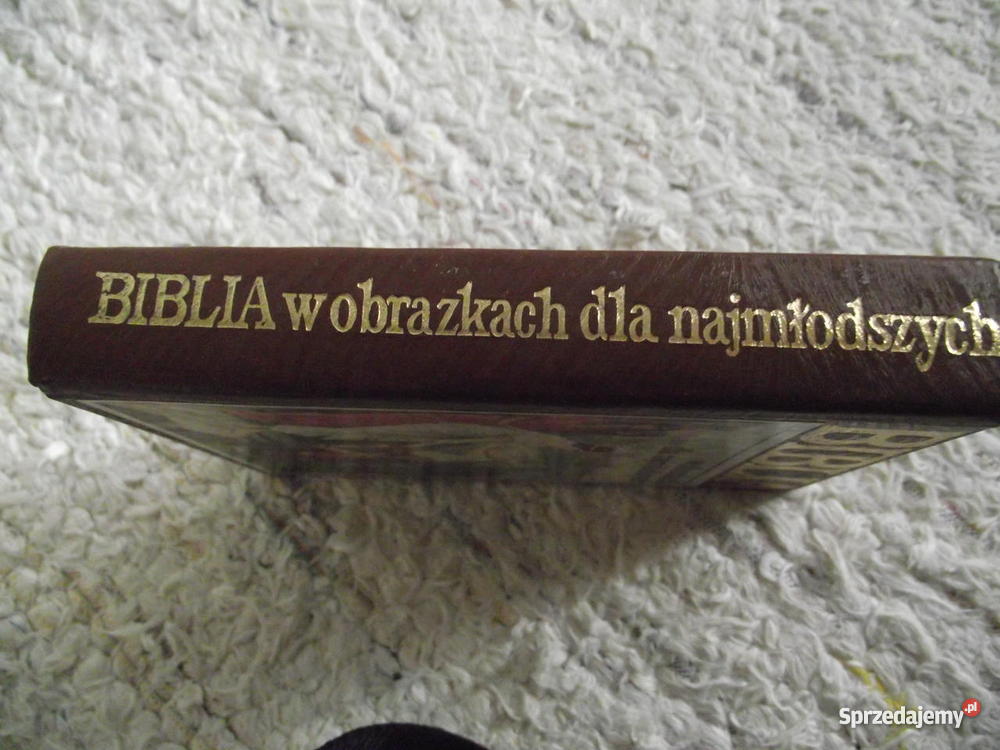 BIBLIA w obrazkach dla najmłodszych
Sprzedajemy.pl